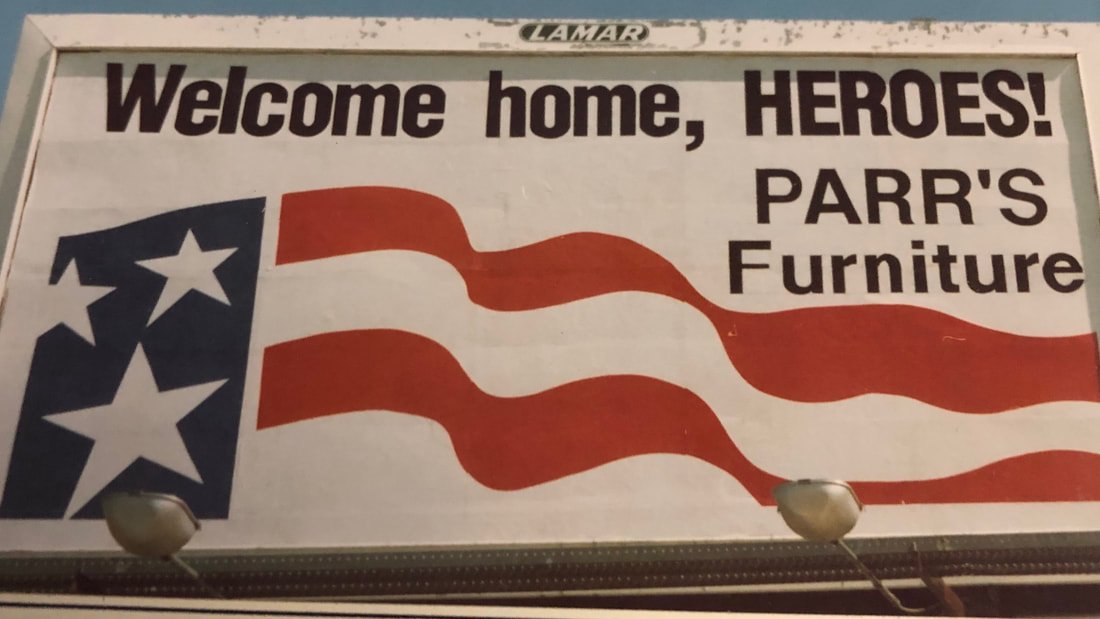 LAMAR
Welcome home, HEROES!
PARR'S
Furniture